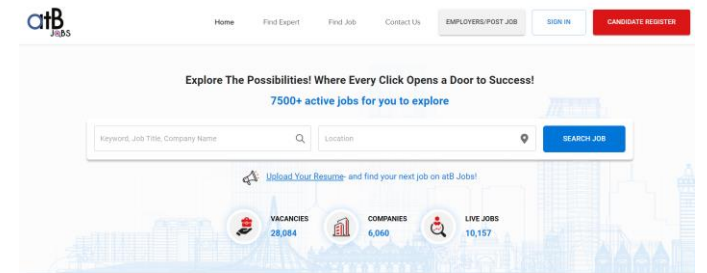 atB
JOBS
Home
Find Expert
Find Job
Contact Us
EMPLOYERS/POST JOB
SIGN IN
CANDIDATE REGISTER
Explore The Possibilities! Where Every Click Opens a Door to Success!
7500+ active jobs for you to explore
Keyword, Job Title, Company Name
Location
SEARCH JOB
Upload Your Resume- and find your next job on atB Jobs!
VACANCIES
28,084
COMPANIES
6,060
LIVE JOBS
10,157